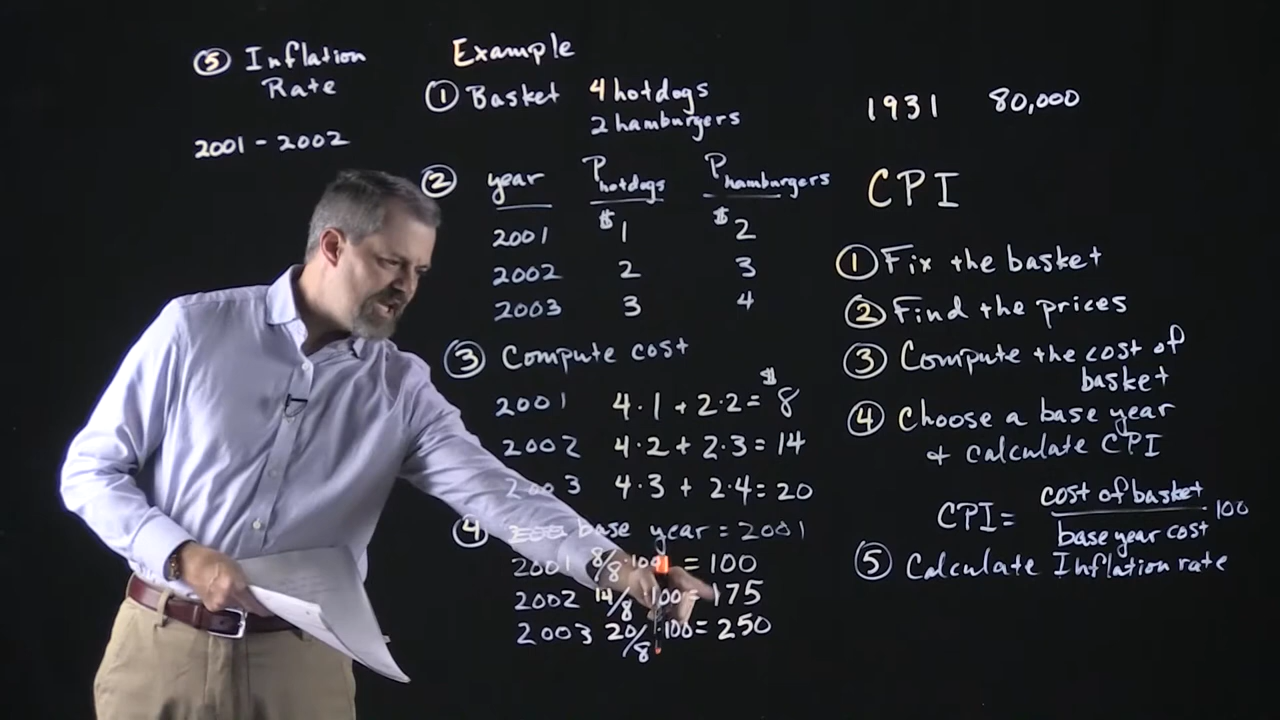 ⑤ Inflation
Rate
2001 - 2002
Example
① Basket 4 hotdogs
2 hamburgers
② year P hotdogs P hamburgers
2001 $1 $2
2002 2 3
2003 3 4
③ Compute cost
2001 4·1 + 2·2 = $8
2002 4·2 + 2·3 = 14
2003 4·3 + 2·4 = 20
④ base year = 2001
2001 8/8 ·100 = 100
2002 14/8 ·100 = 175
2003 20/8 ·100 = 250
1931 80,000
CPI
① Fix the basket
② Find the prices
③ Compute the cost of
basket
④ Choose a base year
+ calculate CPI
CPI = cost of basket / base year cost 100
⑤ Calculate Inflation rate